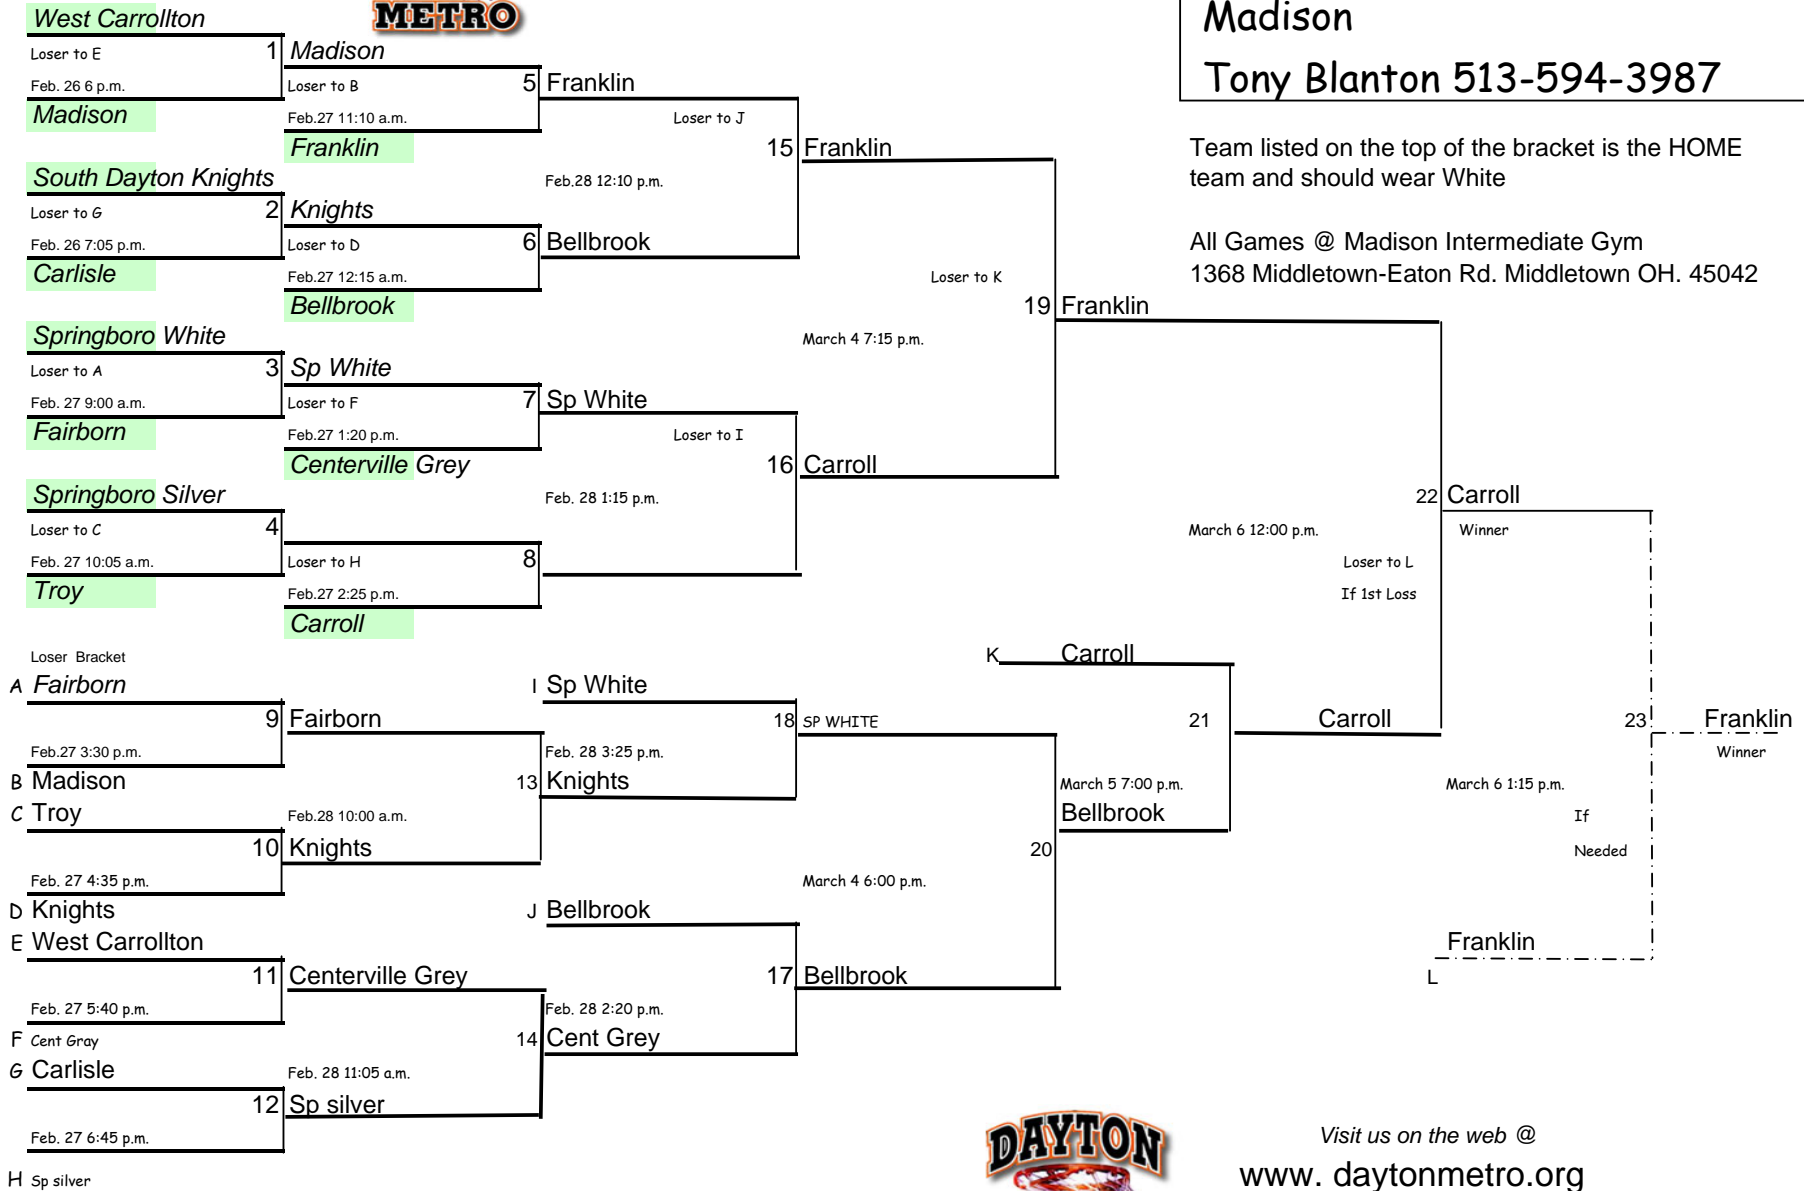 METRO
Madison
Tony Blanton 513-594-3987
Team listed on the top of the bracket is the HOME
team and should wear White
All Games @ Madison Intermediate Gym
1368 Middletown-Eaton Rd. Middletown OH. 45042
West Carrollton
Loser to E
1
Feb. 26 6 p.m.
Madison
South Dayton Knights
Loser to G
2
Feb. 26 7:05 p.m.
Carlisle
Springboro White
Loser to A
3
Feb. 27 9:00 a.m.
Fairborn
Springboro Silver
Loser to C
4
Feb. 27 10:05 a.m.
Troy
Madison
Loser to B
5
Feb.27 11:10 a.m.
Franklin
Knights
Loser to D
6
Feb.27 12:15 a.m.
Bellbrook
Sp White
Loser to F
7
Feb.27 1:20 p.m.
Centerville Grey
Loser to H
8
Feb.27 2:25 p.m.
Carroll
Franklin
Loser to J
15
Feb.28 12:10 p.m.
Bellbrook
Sp White
Loser to I
16
Feb. 28 1:15 p.m.
Franklin
Loser to K
19
March 4 7:15 p.m.
Carroll
Franklin
22
March 6 12:00 p.m.
Loser to L
If 1st Loss
Carroll
Winner
Loser Bracket
A Fairborn
9
Feb.27 3:30 p.m.
B Madison
C Troy
10
Feb. 27 4:35 p.m.
D Knights
E West Carrollton
11
Feb. 27 5:40 p.m.
F Cent Gray
G Carlisle
12
Feb. 27 6:45 p.m.
H Sp silver
Fairborn
13
Feb.28 10:00 a.m.
Knights
Centerville Grey
14
Feb. 28 11:05 a.m.
Sp silver
I Sp White
18
Feb. 28 3:25 p.m.
Knights
J Bellbrook
17
Feb. 28 2:20 p.m.
Cent Grey
SP WHITE
20
March 4 6:00 p.m.
Bellbrook
K Carroll
21
March 5 7:00 p.m.
Bellbrook
Carroll
23
March 6 1:15 p.m.
If
Needed
Franklin
L
Franklin
Winner
DAYTON
Visit us on the web @
www. daytonmetro.org